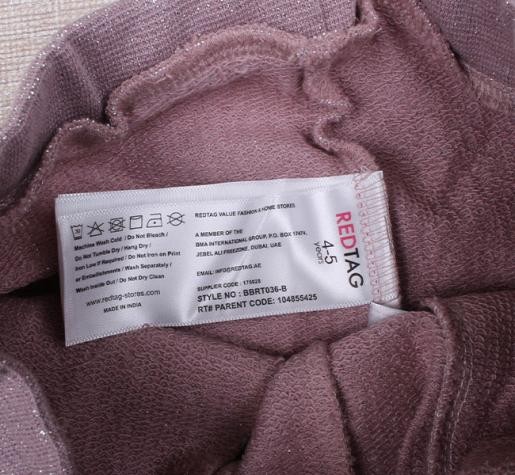 Machine Wash Cold / Do Not Bleach /
Do Not Tumble Dry / Hang Dry /
Iron Low If Required / Do Not Iron on Print
or Embellishments / Wash Separately /
Wash Inside Out / Do Not Dry Clean
www.redtag-stores.com
MADE IN INDIA
REDTAG VALUE FASHION & HOME STORES
A MEMBER OF THE
BMA INTERNATIONAL GROUP, P.O. BOX
JEBEL ALI FREEZONE, DUBAI, UAE
EMAIL: INFO@REDTAG.AE
SUPPLIER CODE : 175025
STYLE NO : BBRT036-B
RT# PARENT CODE: 104855425
REDTAG
4-5
years